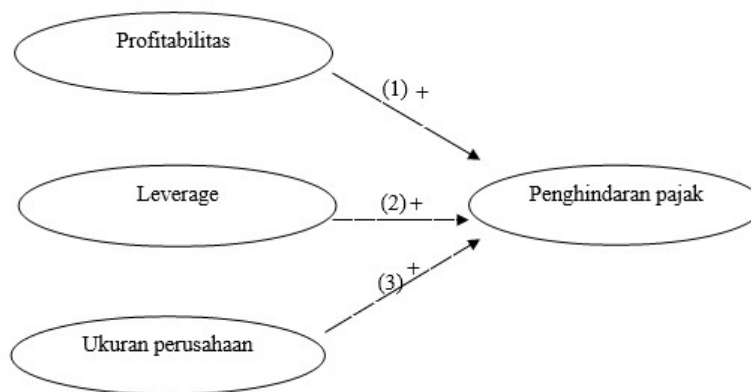 Profitabilitas
(1) +
Leverage
(2) +
Penghindaran pajak
(3) +
Ukuran perusahaan